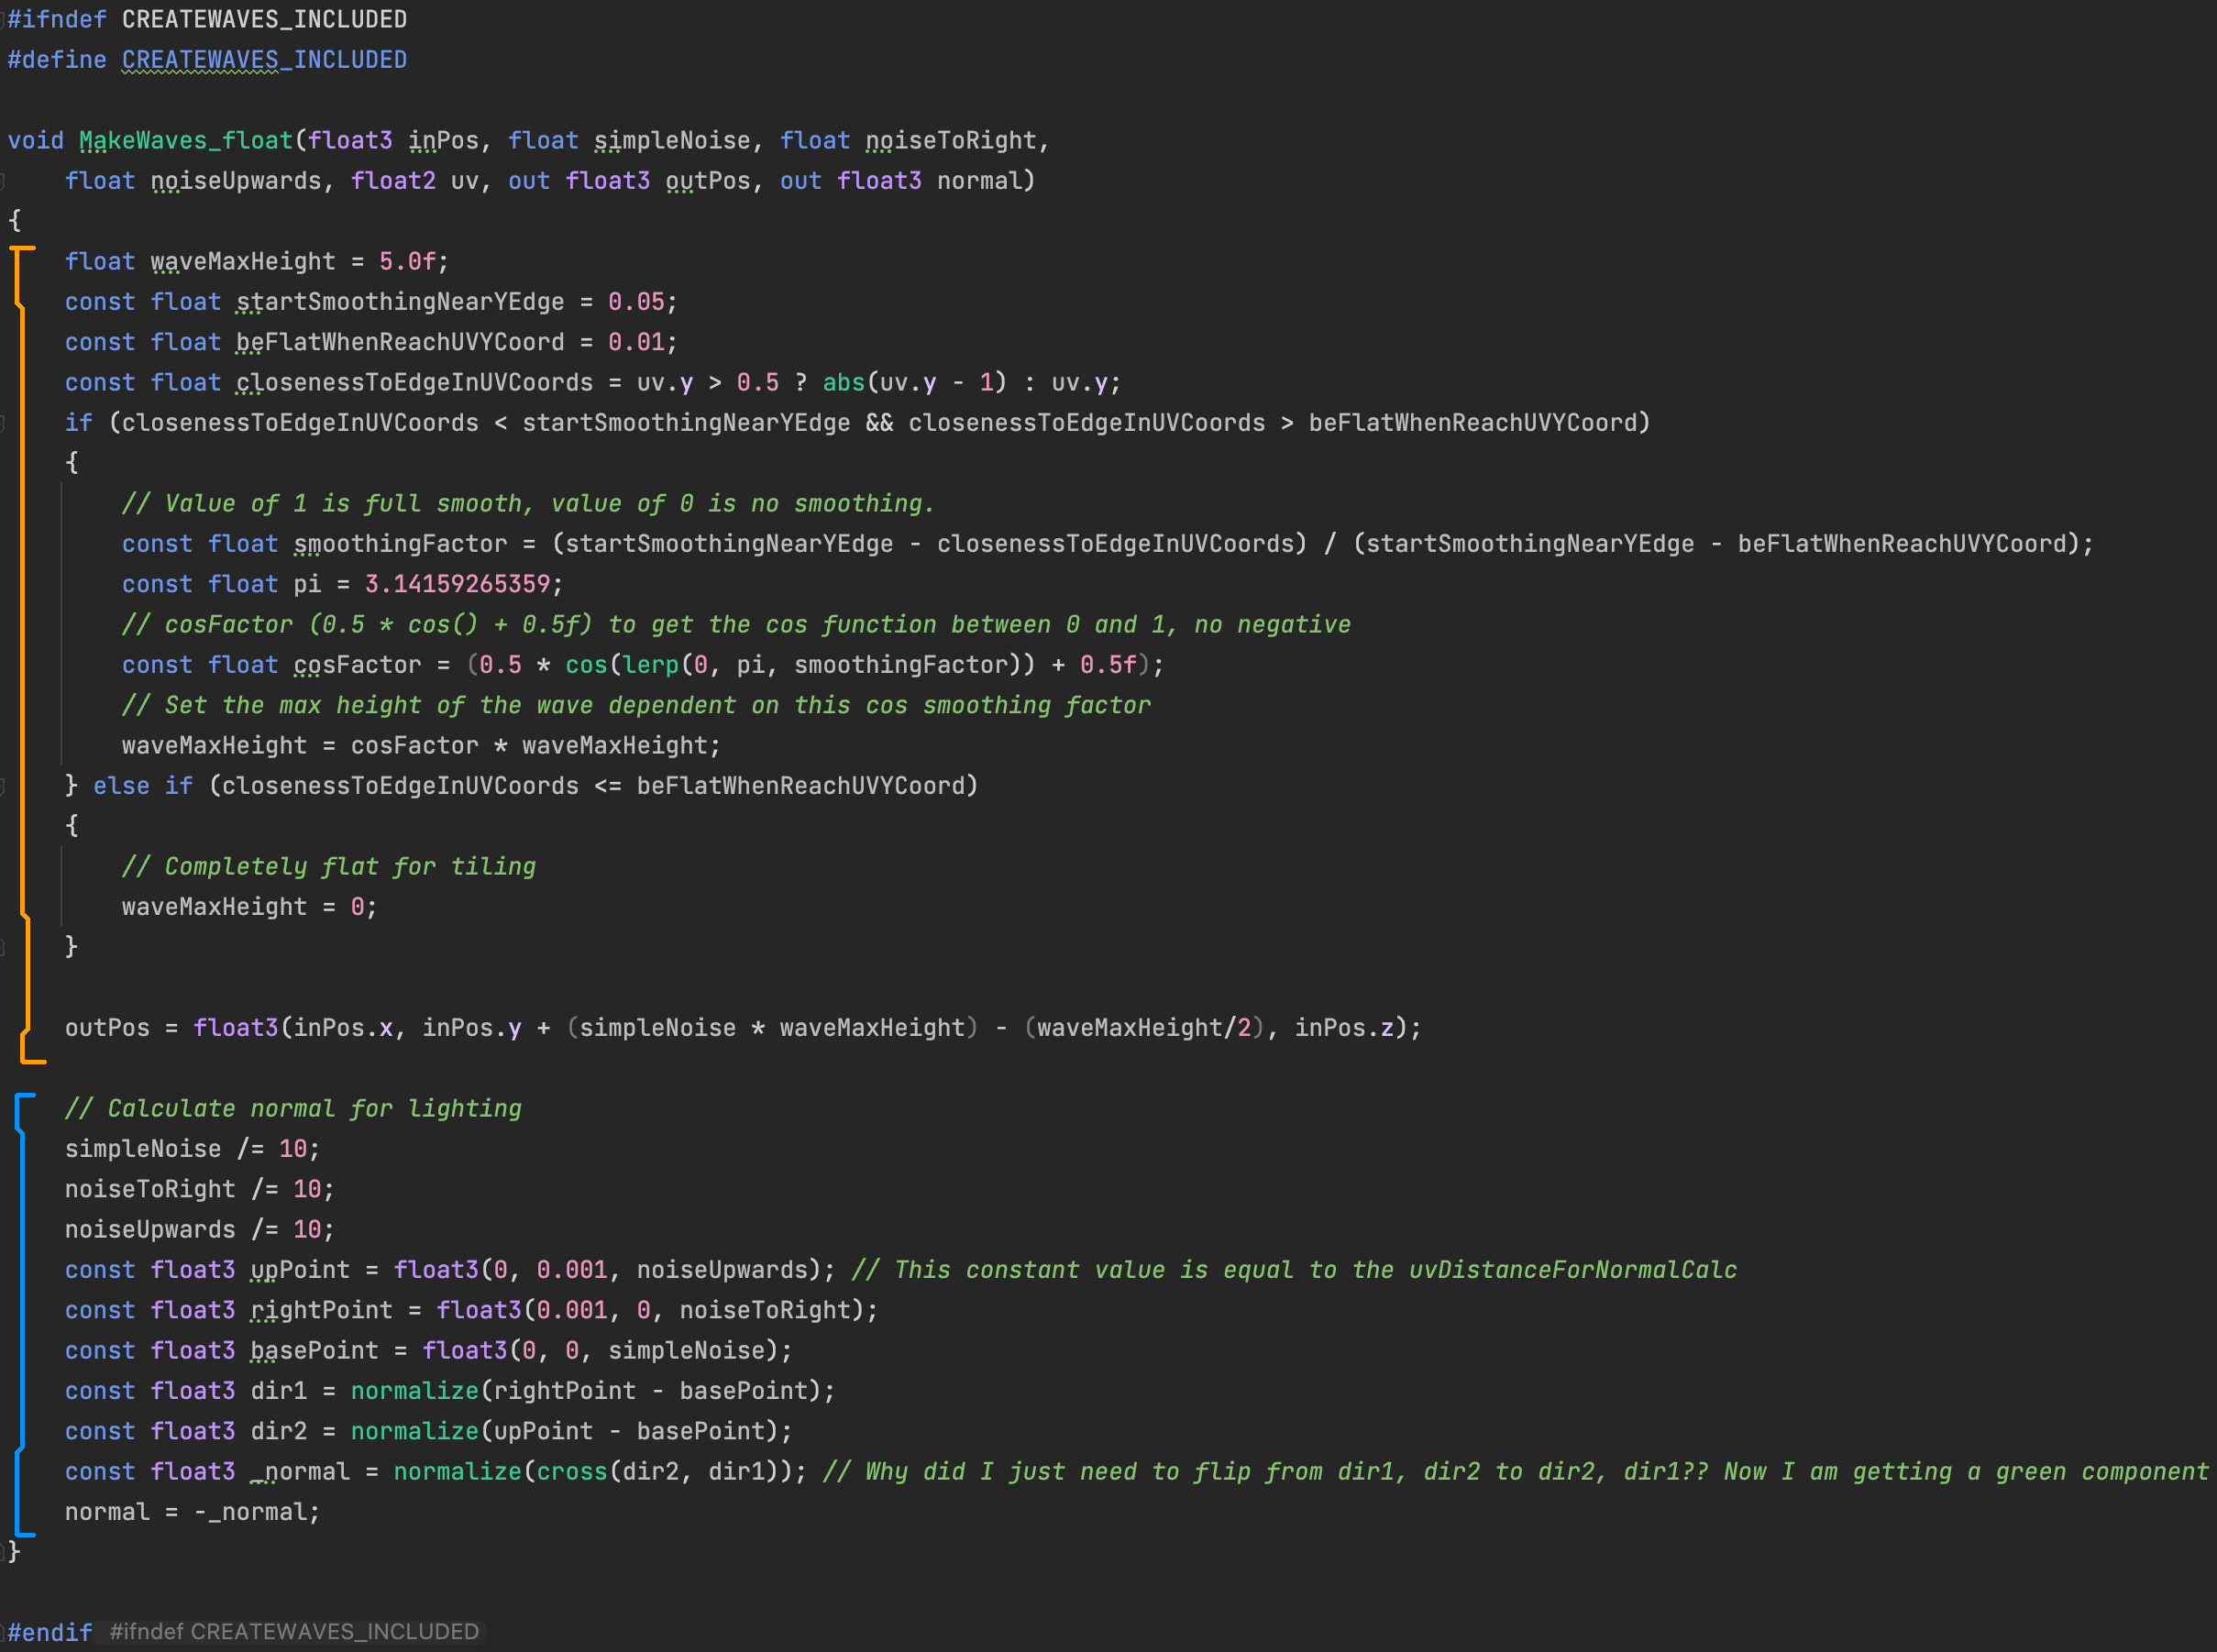 #ifndef CREATEWAVES_INCLUDED
#define CREATEWAVES_INCLUDED

void MakeWaves_float(float3 inPos, float simpleNoise, float noiseToRight,
    float noiseUpwards, float2 uv, out float3 outPos, out float3 normal)
{
    float waveMaxHeight = 5.0f;
    const float startSmoothingNearYEdge = 0.05;
    const float beFlatWhenReachUVYCoord = 0.01;
    const float closenessToEdgeInUVCoords = uv.y > 0.5 ? abs(uv.y - 1) : uv.y;
    if (closenessToEdgeInUVCoords < startSmoothingNearYEdge && closenessToEdgeInUVCoords > beFlatWhenReachUVYCoord)
    {
        // Value of 1 is full smooth, value of 0 is no smoothing.
        const float smoothingFactor = (startSmoothingNearYEdge - closenessToEdgeInUVCoords) / (startSmoothingNearYEdge - beFlatWhenReachUVYCoord);
        const float pi = 3.14159265359;
        // cosFactor (0.5 * cos() + 0.5f) to get the cos function between 0 and 1, no negative
        const float cosFactor = (0.5 * cos(lerp(0, pi, smoothingFactor)) + 0.5f);
        // Set the max height of the wave dependent on this cos smoothing factor
        waveMaxHeight = cosFactor * waveMaxHeight;
    } else if (closenessToEdgeInUVCoords <= beFlatWhenReachUVYCoord)
    {
        // Completely flat for tiling
        waveMaxHeight = 0;
    }

    outPos = float3(inPos.x, inPos.y + (simpleNoise * waveMaxHeight) - (waveMaxHeight/2), inPos.z);

    // Calculate normal for lighting
    simpleNoise /= 10;
    noiseToRight /= 10;
    noiseUpwards /= 10;
    const float3 upPoint = float3(0, 0.001, noiseUpwards); // This constant value is equal to the uvDistanceForNormalCalc
    const float3 rightPoint = float3(0.001, 0, noiseToRight);
    const float3 basePoint = float3(0, 0, simpleNoise);
    const float3 dir1 = normalize(rightPoint - basePoint);
    const float3 dir2 = normalize(upPoint - basePoint);
    const float3 _normal = normalize(cross(dir2, dir1)); // Why did I just need to flip from dir1, dir2 to dir2, dir1?? Now I am getting a green component
    normal = -_normal;
}

#endif #ifndef CREATEWAVES_INCLUDED